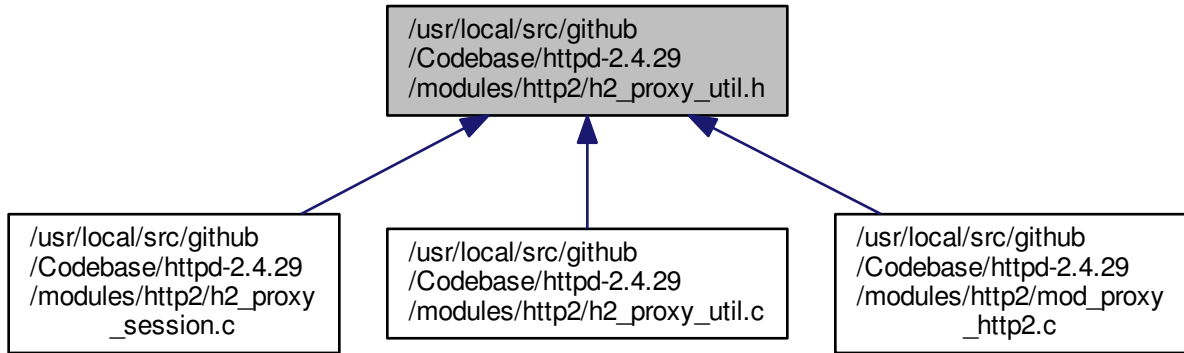 /usr/local/src/github
/Codebase/httpd-2.4.29
/modules/http2/h2_proxy_util.h
/usr/local/src/github
/Codebase/httpd-2.4.29
/modules/http2/h2_proxy
_session.c
/usr/local/src/github
/Codebase/httpd-2.4.29
/modules/http2/h2_proxy_util.c
/usr/local/src/github
/Codebase/httpd-2.4.29
/modules/http2/mod_proxy
_http2.c